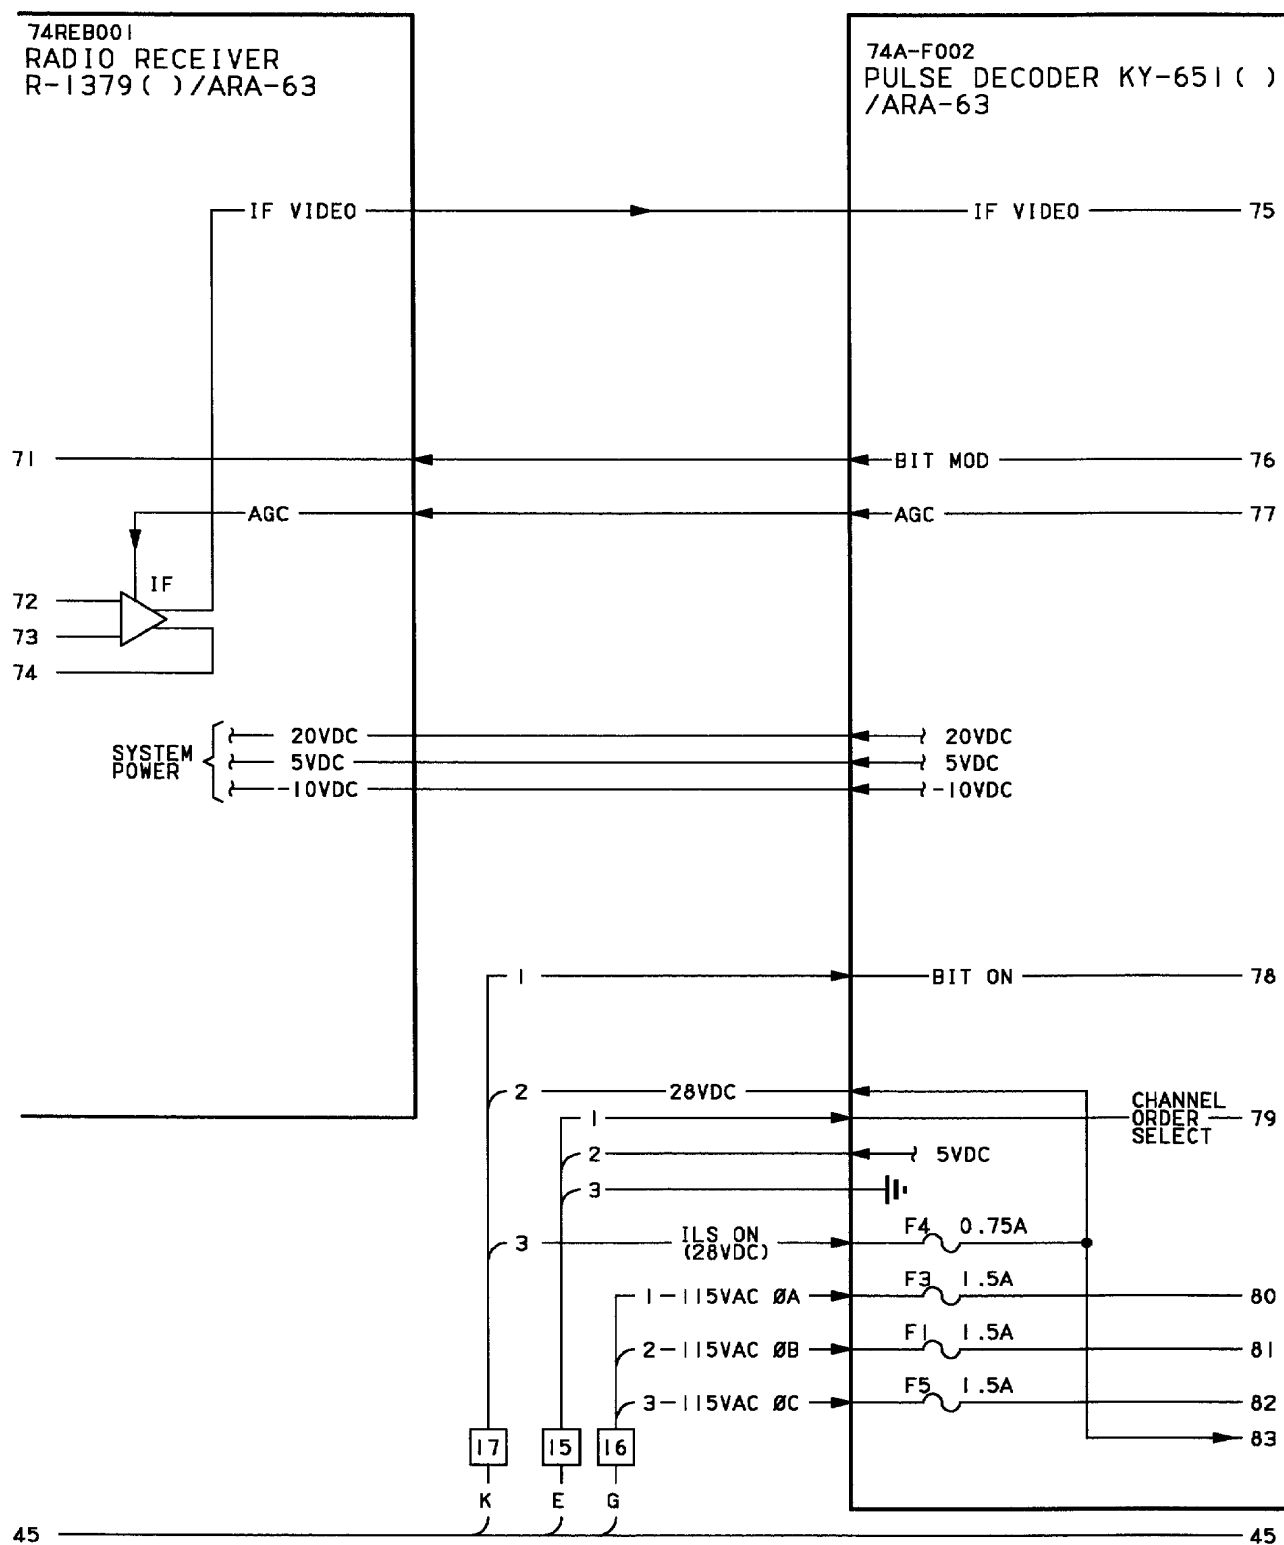 74REB001
RADIO RECEIVER
R-1379( )/ARA-63
74A-F002
PULSE DECODER KY-651( )
/ARA-63
IF VIDEO
IF VIDEO
75
71
BIT MOD
76
AGC
AGC
77
IF
72
73
74
SYSTEM
POWER
20VDC
5VDC
-10VDC
20VDC
5VDC
-10VDC
1
BIT ON
78
2
28VDC
1
CHANNEL
ORDER
SELECT
79
2
5VDC
3
3
ILS ON
(28VDC)
F4 0.75A
1-115VAC ØA
F3 1.5A
80
2-115VAC ØB
F1 1.5A
81
3-115VAC ØC
F5 1.5A
82
83
17
15
16
K
E
G
45
45